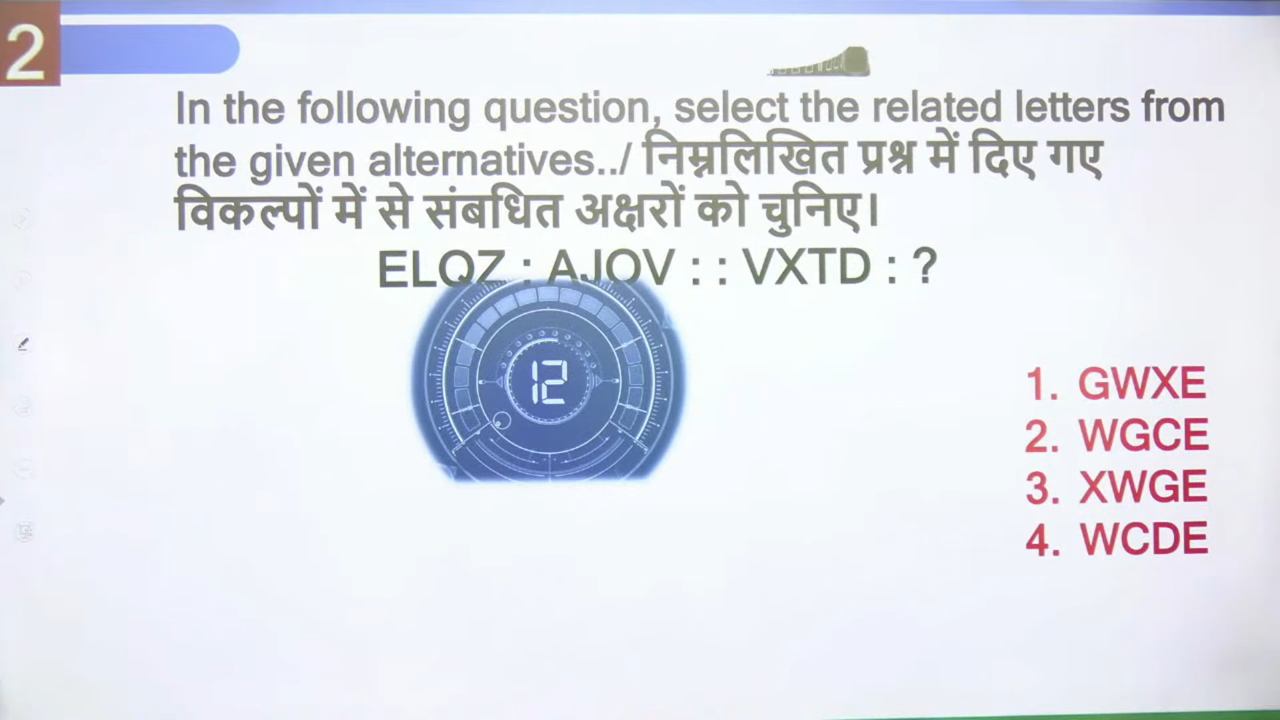 2
In the following question, select the related letters from
the given alternatives../ निम्नलिखित प्रश्न में दिए गए
विकल्पों में से संबधित अक्षरों को चुनिए।
ELQZ : AJOV : : VXTD : ?
12
1. GWXE
2. WGCE
3. XWGE
4. WCDE